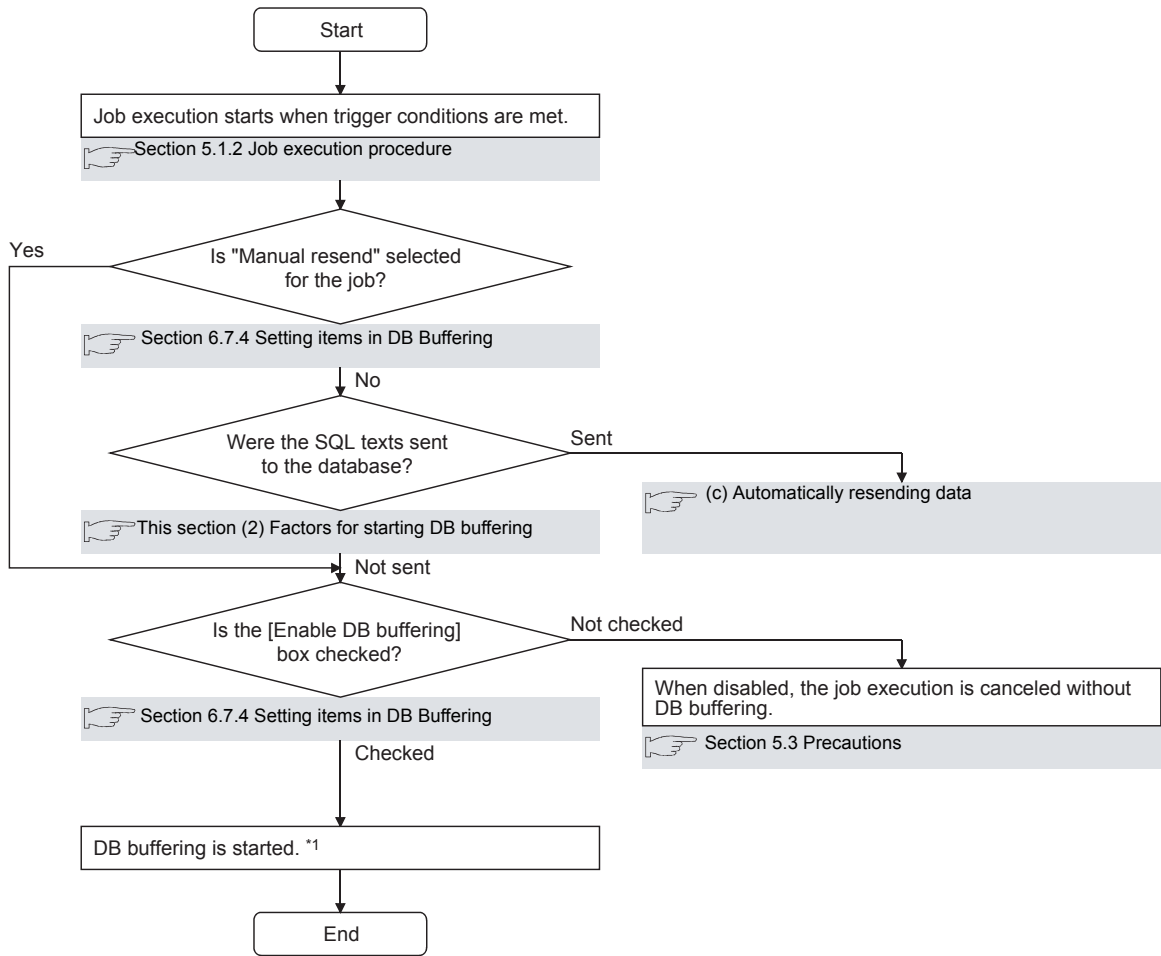 Start
Job execution starts when trigger conditions are met.
Section 5.1.2 Job execution procedure
Yes
Is "Manual resend" selected
for the job?
Section 6.7.4 Setting items in DB Buffering
No
Were the SQL texts sent
to the database?
Sent
(c) Automatically resending data
This section (2) Factors for starting DB buffering
Not sent
Is the [Enable DB buffering]
box checked?
Not checked
When disabled, the job execution is canceled without
DB buffering.
Section 5.3 Precautions
Section 6.7.4 Setting items in DB Buffering
Checked
DB buffering is started. *1
End